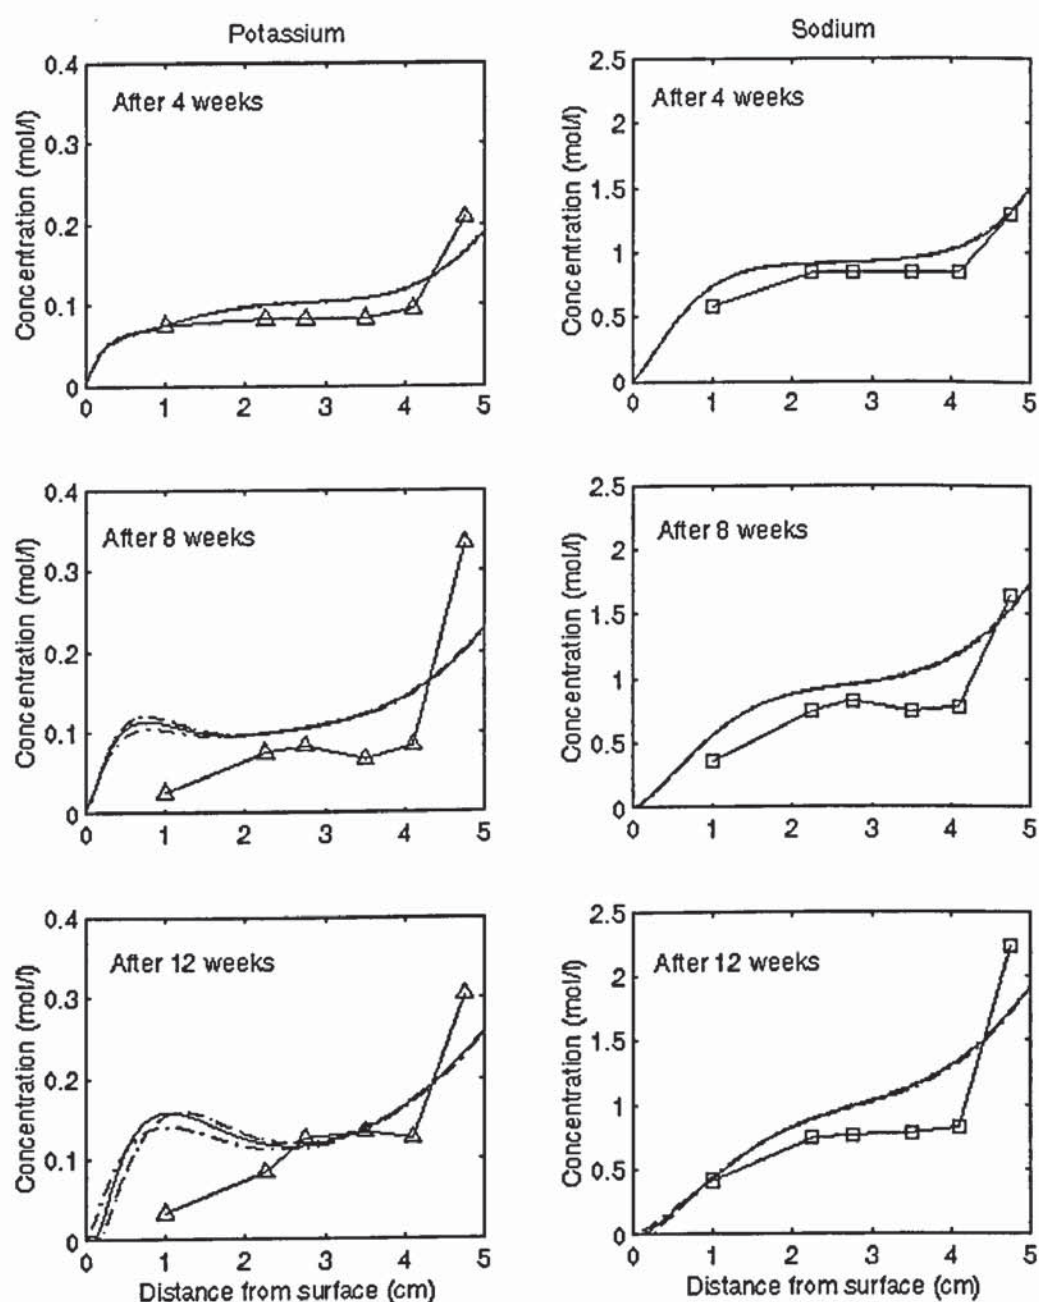 Potassium
Sodium
Concentration (mol/l)
0.4
0.3
0.2
0.1
0
After 4 weeks
0 1 2 3 4 5
Concentration (mol/l)
2.5
2
1.5
1
0.5
0
After 4 weeks
0 1 2 3 4 5
Concentration (mol/l)
0.4
0.3
0.2
0.1
0
After 8 weeks
0 1 2 3 4 5
Concentration (mol/l)
2.5
2
1.5
1
0.5
0
After 8 weeks
0 1 2 3 4 5
Concentration (mol/l)
0.4
0.3
0.2
0.1
0
After 12 weeks
0 1 2 3 4 5
Distance from surface (cm)
Concentration (mol/l)
2.5
2
1.5
1
0.5
0
After 12 weeks
0 1 2 3 4 5
Distance from surface (cm)